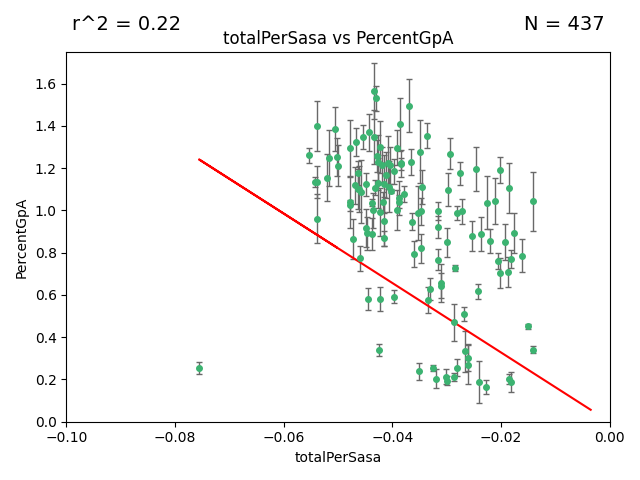 r^2 = 0.22
N = 437
totalPerSasa vs PercentGpA
PercentGpA
1.6
1.4
1.2
1.0
0.8
0.6
0.4
0.2
0.0
−0.10 −0.08 −0.06 −0.04 −0.02 0.00
totalPerSasa